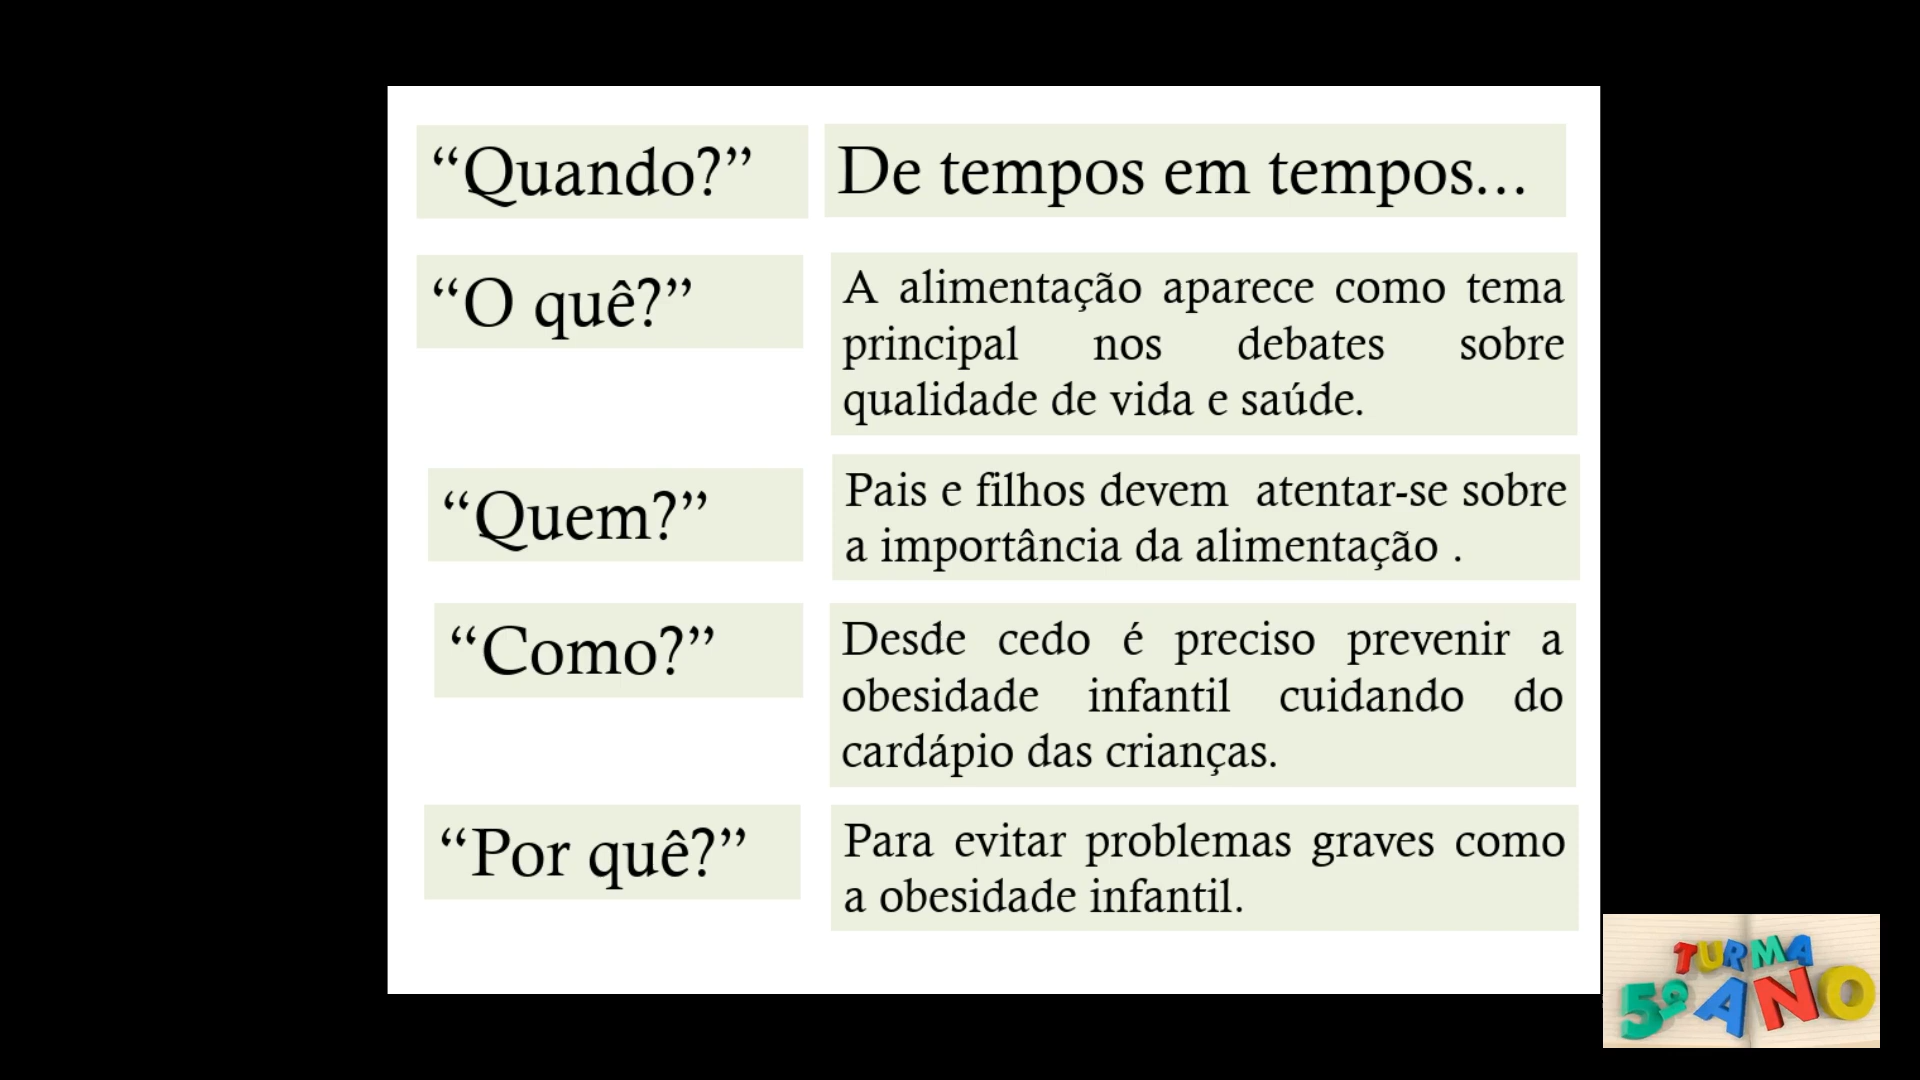 “Quando?”
De tempos em tempos...
“O quê?”
A alimentação aparece como tema
principal nos debates sobre
qualidade de vida e saúde.
“Quem?”
Pais e filhos devem atentar-se sobre
a importância da alimentação .
“Como?”
Desde cedo é preciso prevenir a
obesidade infantil cuidando do
cardápio das crianças.
“Por quê?”
Para evitar problemas graves como
a obesidade infantil.
TURMA
5º ANO